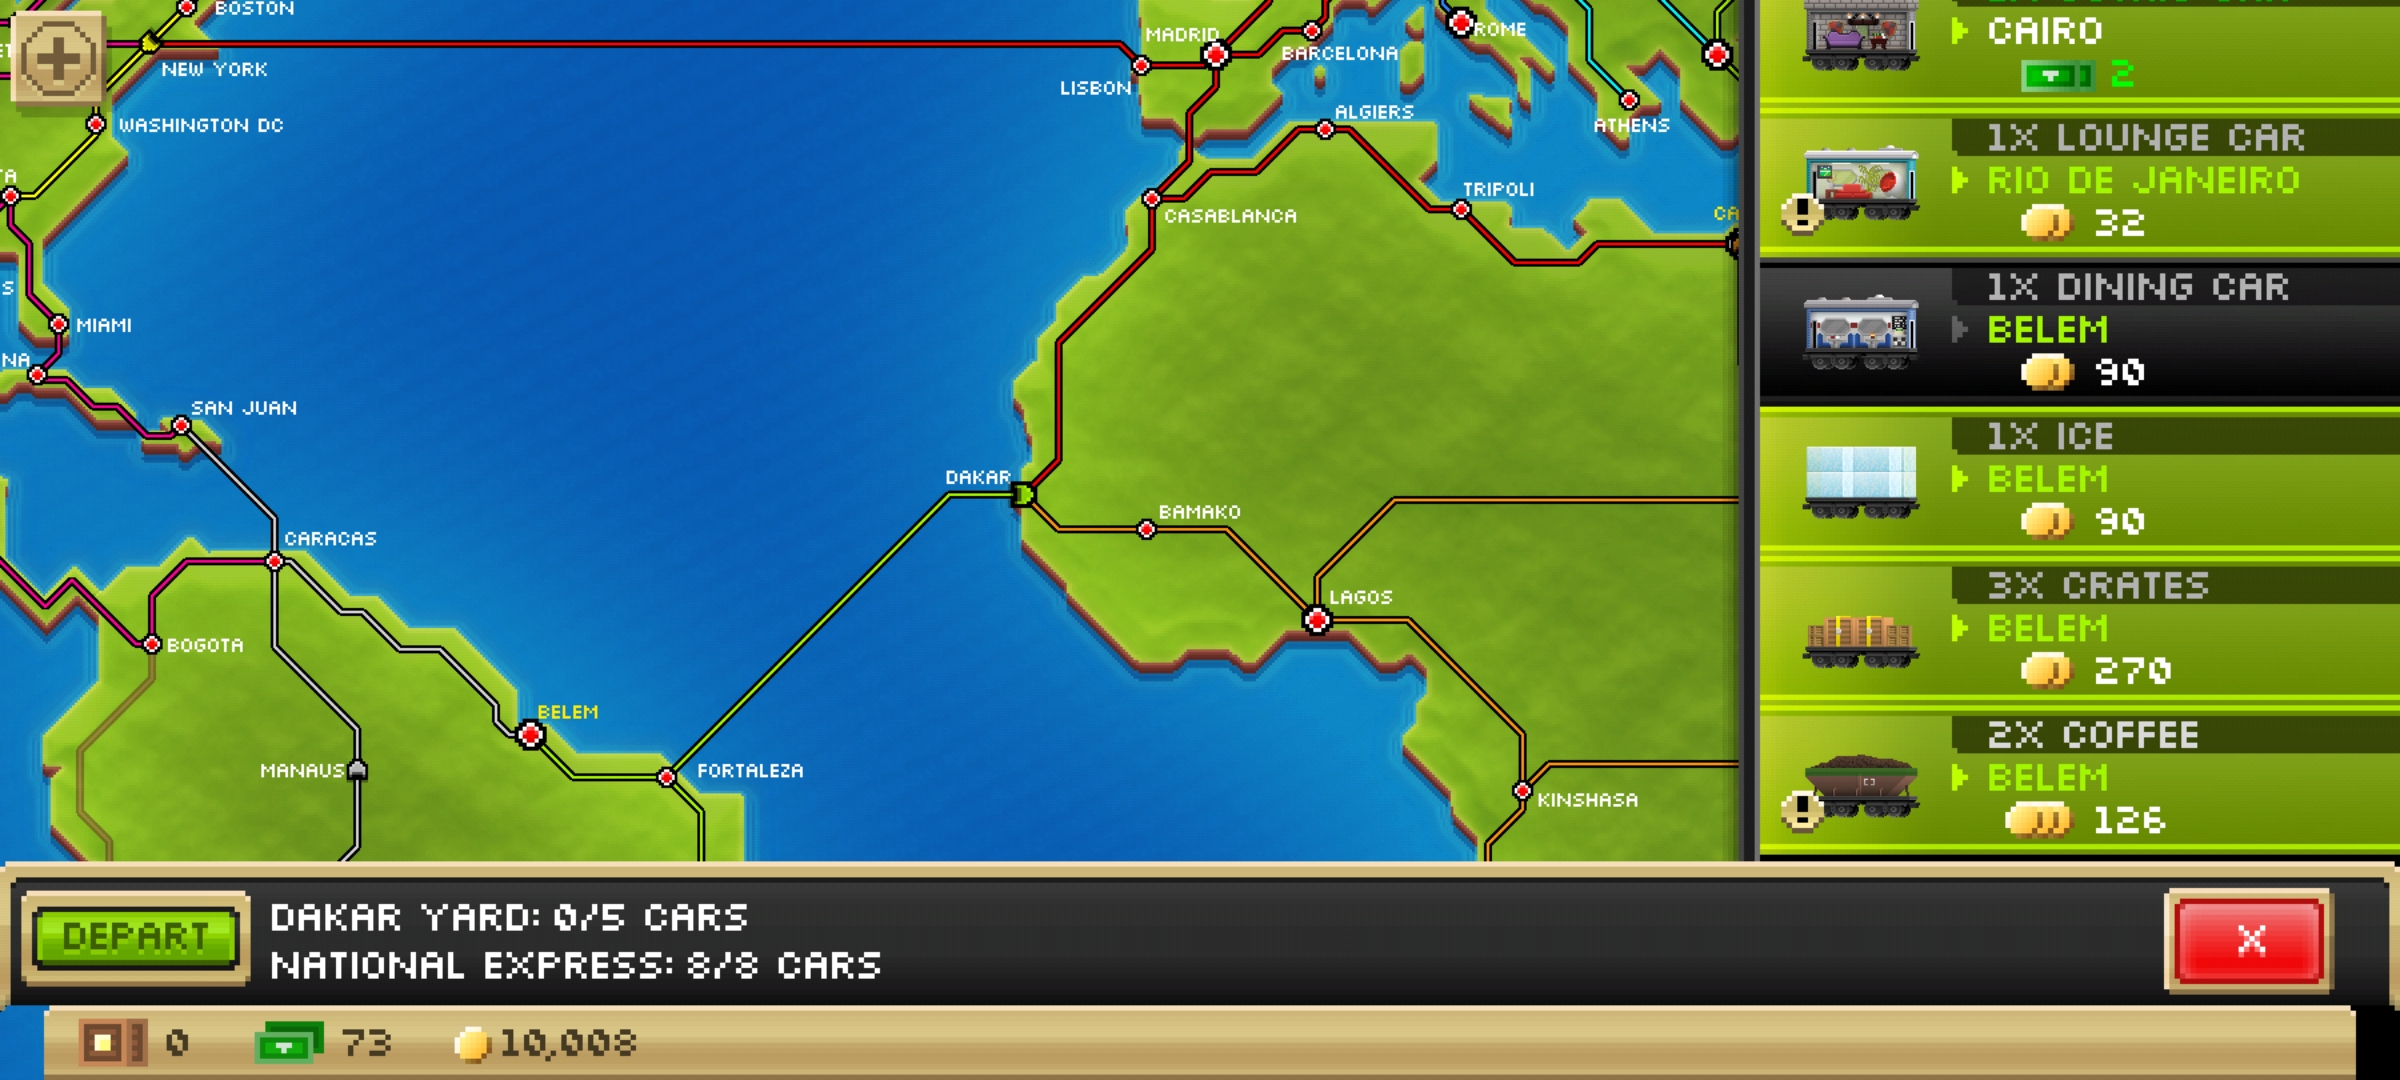 BOSTON
NEW YORK
WASHINGTON DC
TA
S
MIAMI
NA
SAN JUAN
CARACAS
BOGOTA
MANAUS
BELEM
FORTALEZA
MADRID
LISBON
BARCELONA
ROME
ATHENS
ALGIERS
TRIPOLI
CASABLANCA
CA
DAKAR
BAMAKO
LAGOS
KINSHASA
CAIRO
2
1X LOUNGE CAR
RIO DE JANEIRO
32
1X DINING CAR
BELEM
90
1X ICE
BELEM
90
3X CRATES
BELEM
270
2X COFFEE
BELEM
126
DEPART
DAKAR YARD: 0/5 CARS
NATIONAL EXPRESS: 8/8 CARS
X
0
73
10,008